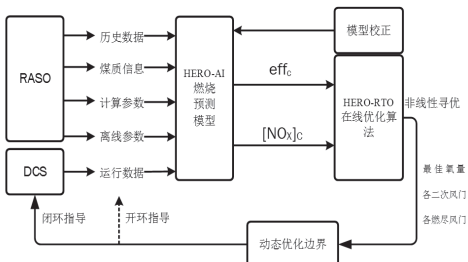 RASO
历史数据
煤质信息
计算参数
离线参数
DCS
运行数据
HERO-AI
燃烧
预测
模型
模型校正
effc
[NOx]C
HERO-RTO
在线优化算
法
非线性寻优
最佳氧量
各二次风门
各燃尽风门
闭环指导
开环指导
动态优化边界